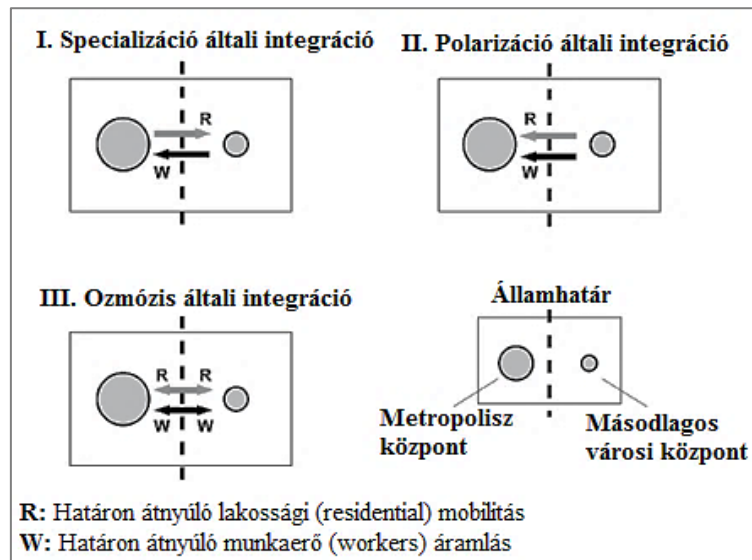 I. Specializáció általi integráció
R
W
II. Polarizáció általi integráció
R
W
III. Ozmózis általi integráció
R R
W W
Államhatár
Metropolisz
központ
Másodlagos
városi központ
R: Határon átnyúló lakossági (residential) mobilitás
W: Határon átnyúló munkaerő (workers) áramlás